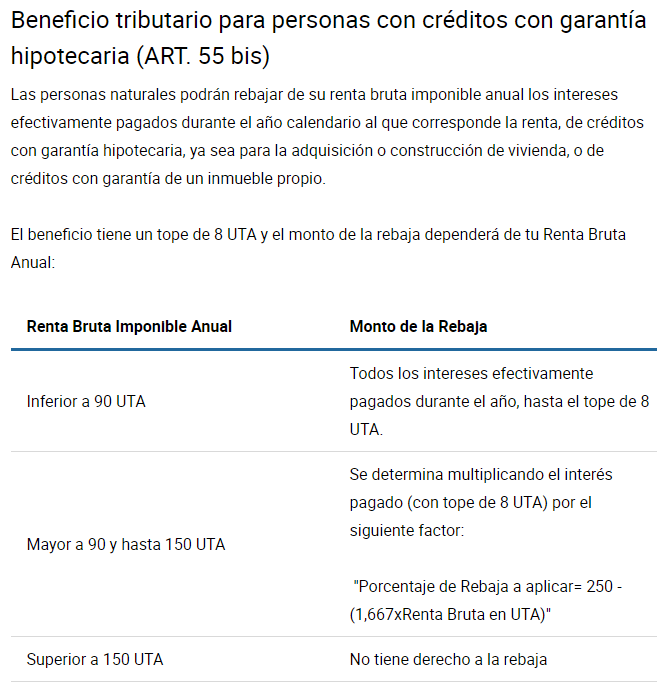 Beneficio tributario para personas con créditos con garantía
hipotecaria (ART. 55 bis)
Las personas naturales podrán rebajar de su renta bruta imponible anual los intereses
efectivamente pagados durante el año calendario al que corresponde la renta, de créditos
con garantía hipotecaria, ya sea para la adquisición o construcción de vivienda, o de
créditos con garantía de un inmueble propio.
El beneficio tiene un tope de 8 UTA y el monto de la rebaja dependerá de tu Renta Bruta
Anual:
Renta Bruta Imponible Anual
Monto de la Rebaja
Inferior a 90 UTA
Todos los intereses efectivamente
pagados durante el año, hasta el tope de 8
UTA.
Mayor a 90 y hasta 150 UTA
Se determina multiplicando el interés
pagado (con tope de 8 UTA) por el
siguiente factor:
"Porcentaje de Rebaja a aplicar= 250 -
(1,667xRenta Bruta en UTA)"
Superior a 150 UTA
No tiene derecho a la rebaja